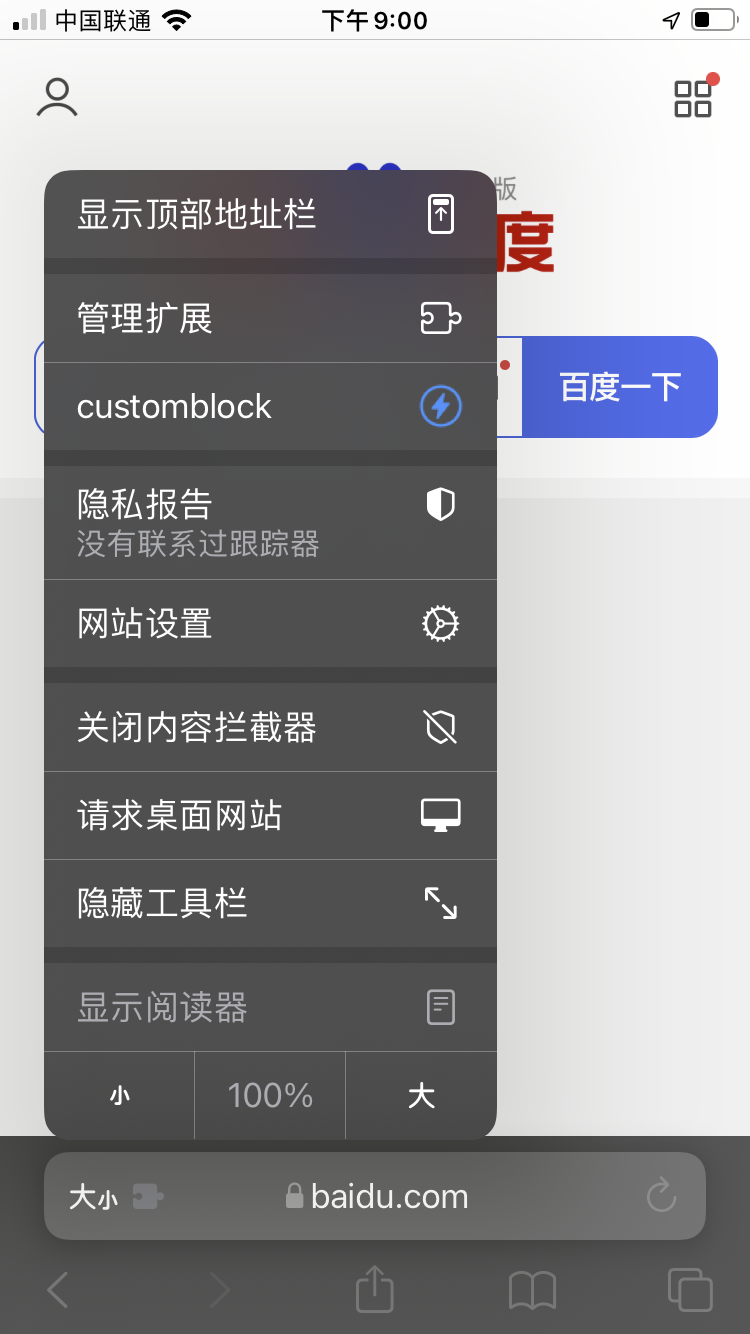 中国联通
下午9:00
版
度
显示顶部地址栏
管理扩展
百度一下
customblock
隐私报告
没有联系过跟踪器
网站设置
关闭内容拦截器
请求桌面网站
隐藏工具栏
显示阅读器
小 100% 大
大小 baidu.com